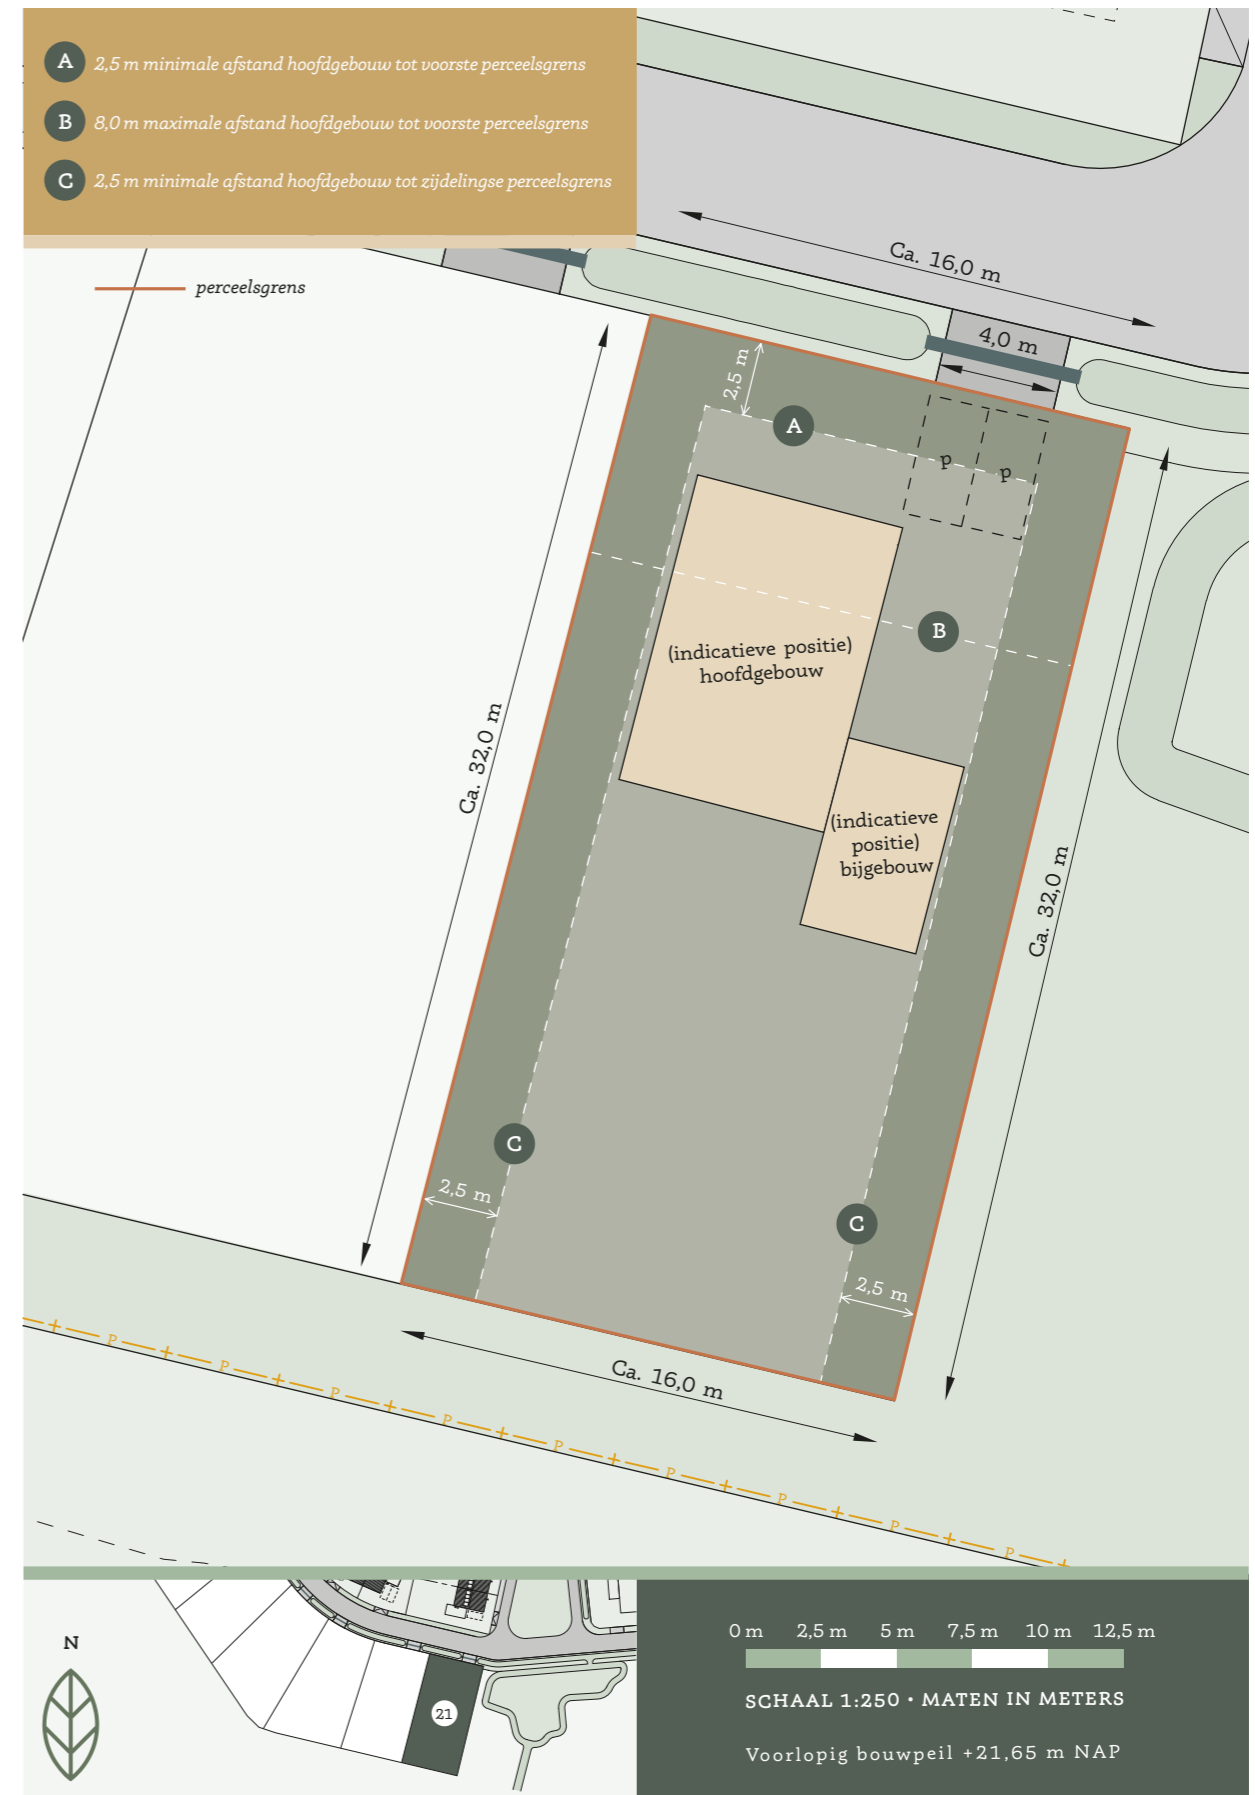 A 2,5 m minimale afstand hoofdgebouw tot voorste perceelsgrens
B 8,0 m maximale afstand hoofdgebouw tot voorste perceelsgrens
C 2,5 m minimale afstand hoofdgebouw tot zijdelingse perceelsgrens
perceelsgrens
Ca. 16,0 m
4,0 m
2,5 m
A
p
p
B
(indicatieve positie)
hoofdgebouw
Ca. 32,0 m
(indicatieve
positie)
bijgebouw
Ca. 32,0 m
C
2,5 m
C
2,5 m
Ca. 16,0 m
P
P
P
P
P
P
P
P
P
N
21
0 m 2,5 m 5 m 7,5 m 10 m 12,5 m
SCHAAL 1:250 • MATEN IN METERS
Voorlopig bouwpeil +21,65 m NAP